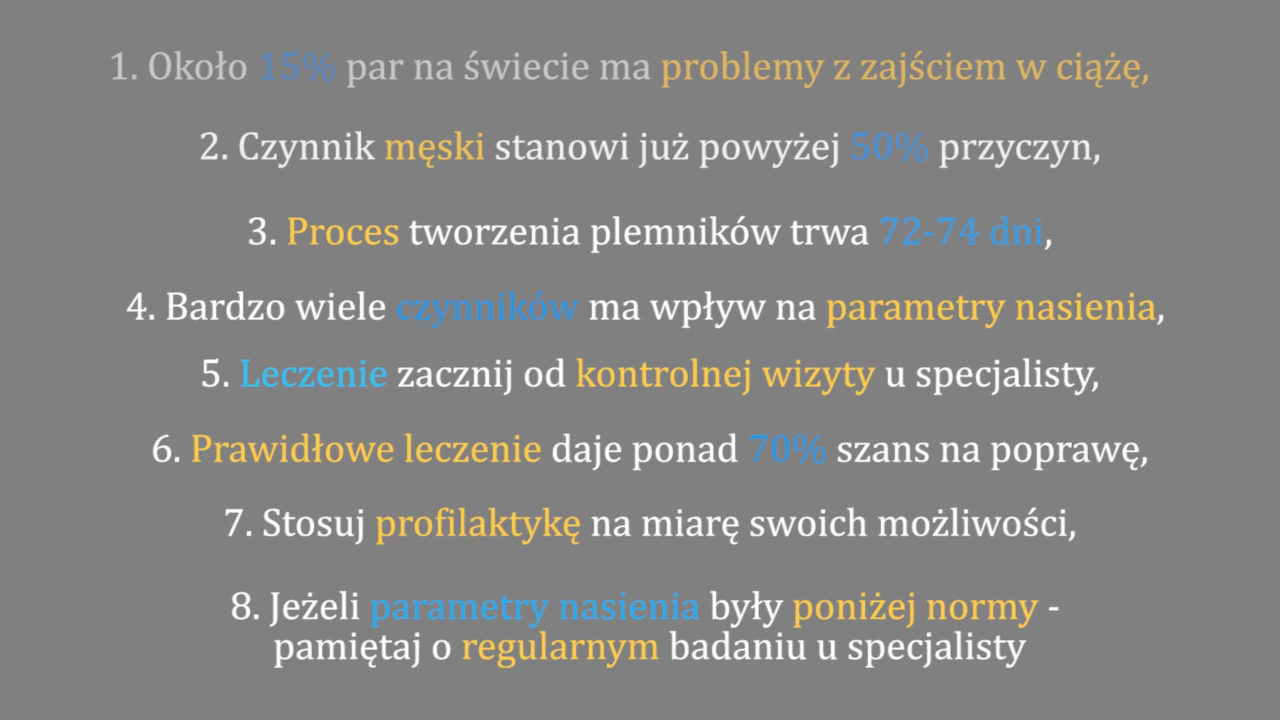 1. Około 15% par na świecie ma problemy z zajściem w ciążę,
2. Czynnik męski stanowi już powyżej 50% przyczyn,
3. Proces tworzenia plemników trwa 72-74 dni,
4. Bardzo wiele czynników ma wpływ na parametry nasienia,
5. Leczenie zacznij od kontrolnej wizyty u specjalisty,
6. Prawidłowe leczenie daje ponad 70% szans na poprawę,
7. Stosuj profilaktykę na miarę swoich możliwości,
8. Jeżeli parametry nasienia były poniżej normy -
pamiętaj o regularnym badaniu u specjalisty